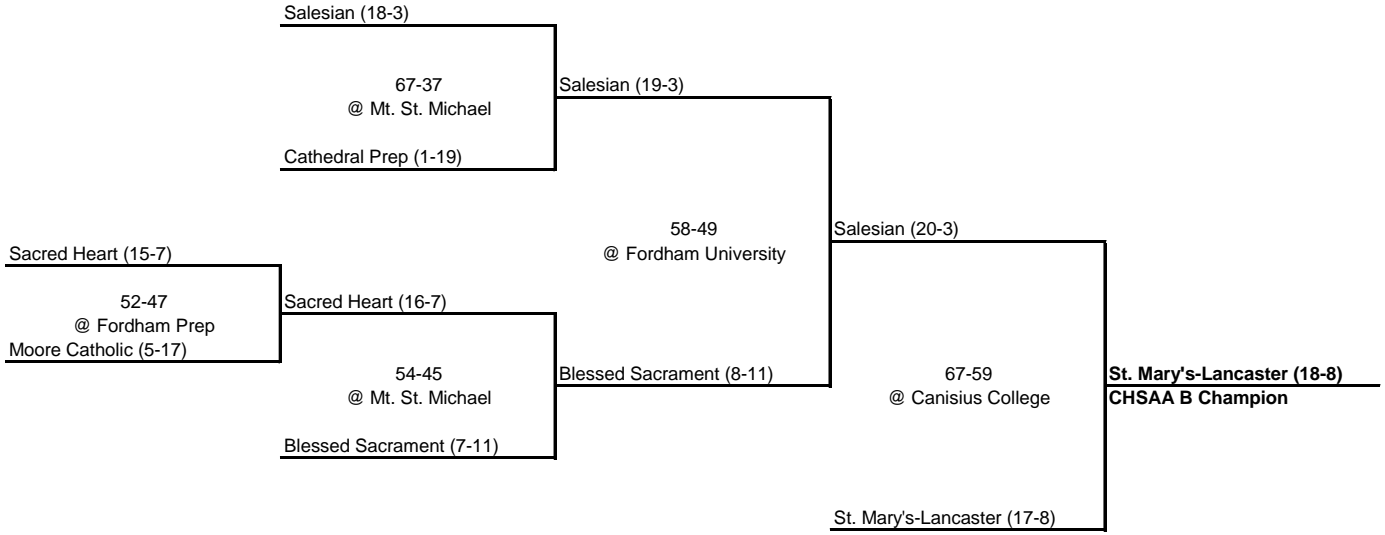 Salesian (18-3)
67-37
@ Mt. St. Michael
Salesian (19-3)
Cathedral Prep (1-19)
58-49
@ Fordham University
Salesian (20-3)
Sacred Heart (15-7)
52-47
@ Fordham Prep
Moore Catholic (5-17)
Sacred Heart (16-7)
54-45
@ Mt. St. Michael
Blessed Sacrament (8-11)
Blessed Sacrament (7-11)
67-59
@ Canisius College
St. Mary's-Lancaster (18-8)
CHSAA B Champion
St. Mary's-Lancaster (17-8)